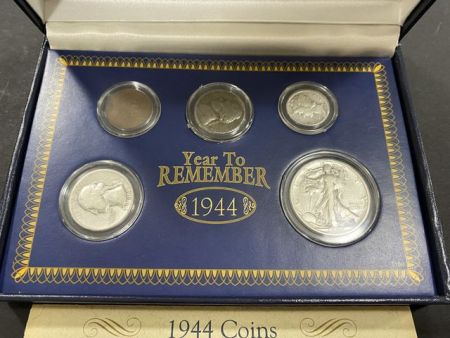 Year To
REMEMBER
1944
1944 Coins